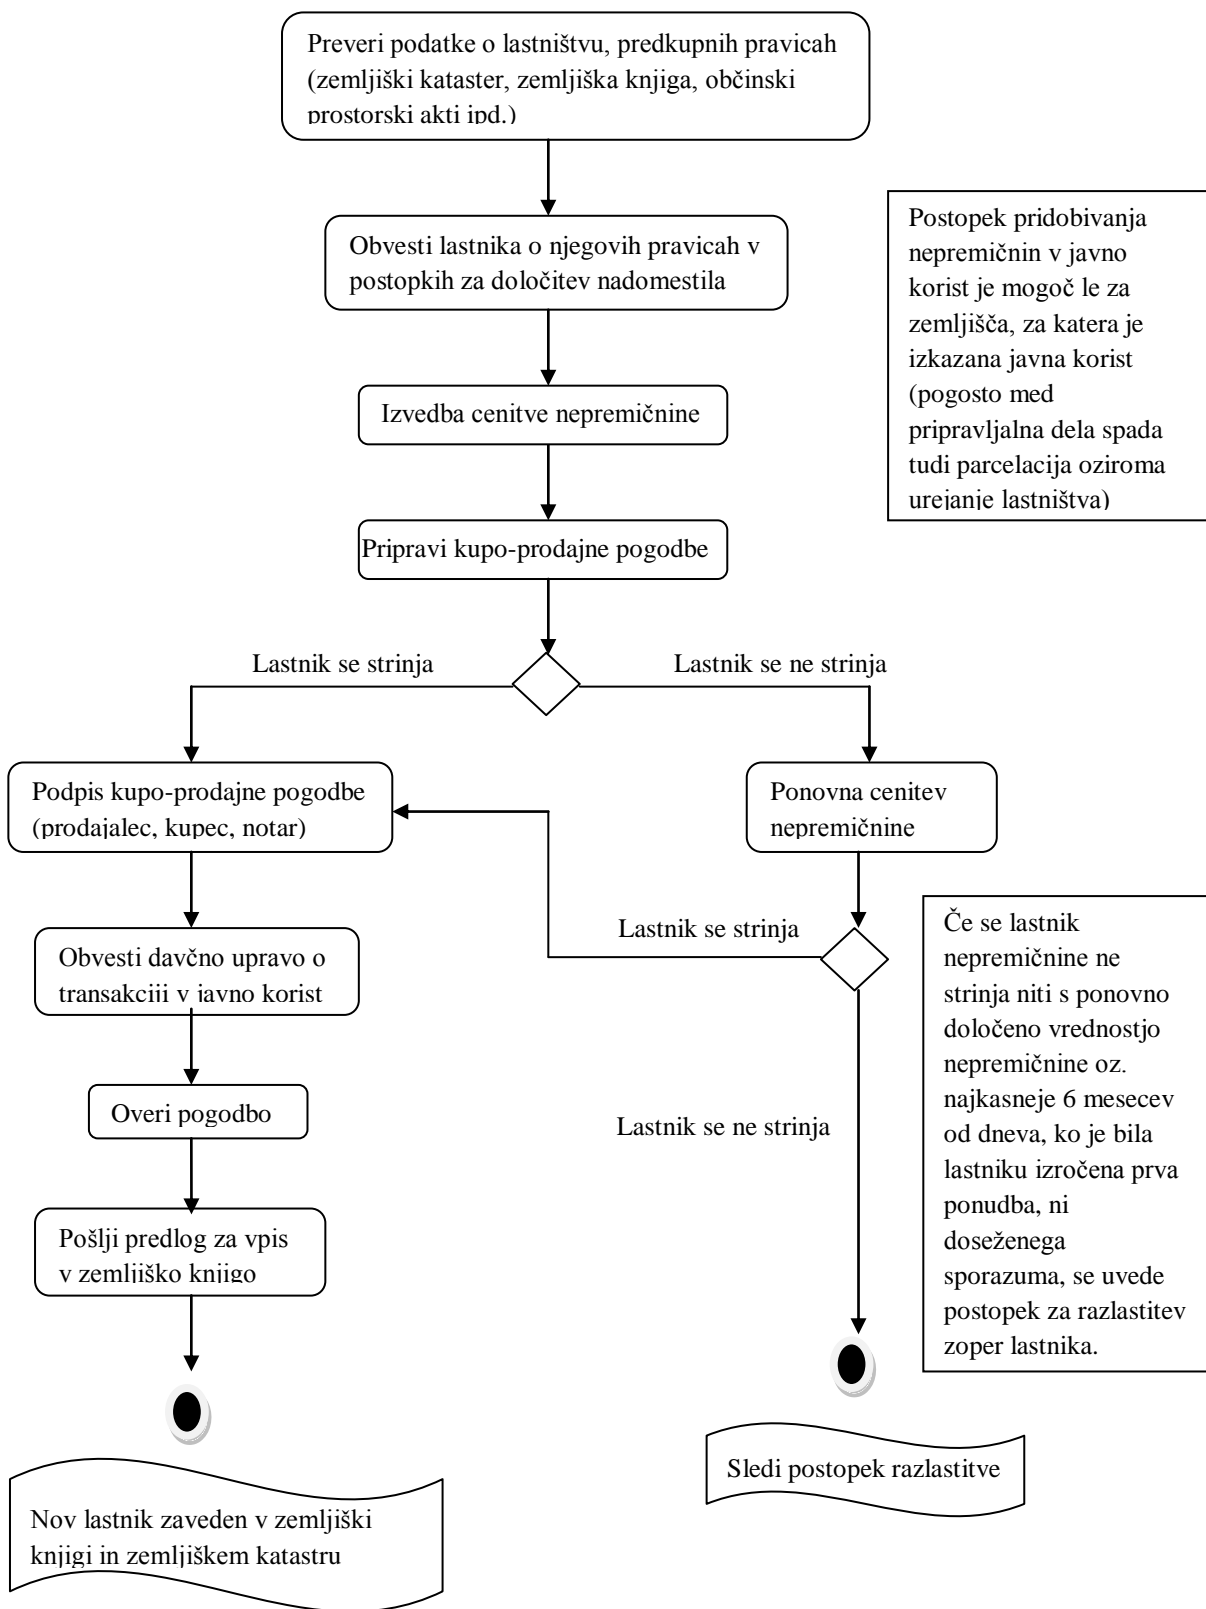 Preveri podatke o lastništvu, predkupnih pravicah
(zemljiški kataster, zemljiška knjiga, občinski
prostorski akti ipd.)
Obvesti lastnika o njegovih pravicah v
postopkih za določitev nadomestila
Postopek pridobivanja
nepremičnin v javno
korist je mogoč le za
zemljišča, za katera je
izkazana javna korist
(pogosto med
pripravljalna dela spada
tudi parcelacija oziroma
urejanje lastništva)
Izvedba cenitve nepremičnine
Pripravi kupo-prodajne pogodbe
Lastnik se strinja
Lastnik se ne strinja
Podpis kupo-prodajne pogodbe
(prodajalec, kupec, notar)
Ponovna cenitev
nepremičnine
Lastnik se strinja
Obvesti davčno upravo o
transakciji v javno korist
Če se lastnik
nepremičnine ne
strinja niti s ponovno
določeno vrednostjo
nepremičnine oz.
najkasneje 6 mesecev
od dneva, ko je bila
lastniku izročena prva
ponudba, ni
doseženega
sporazuma, se uvede
postopek za razlastitev
zoper lastnika.
Overi pogodbo
Lastnik se ne strinja
Pošlji predlog za vpis
v zemljiško knjigo
Sledi postopek razlastitve
Nov lastnik zaveden v zemljiški
knjigi in zemljiškem katastru